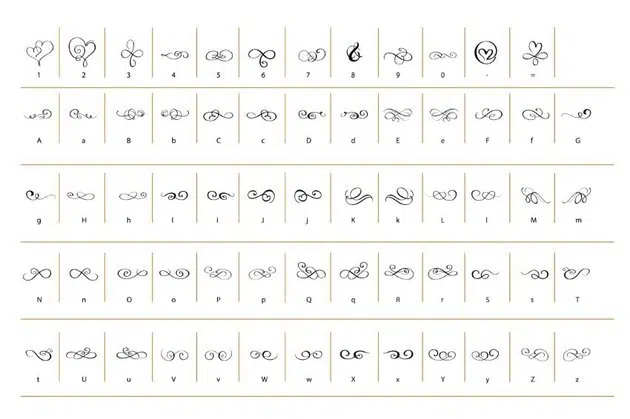 1 2 3 4 5 6 7 8 9 0 - =
A a B b C c D d E e F f G
g H h I i J j K k L l M m
N n O o P p Q q R r S s T
t U u V v W w X x Y y Z z